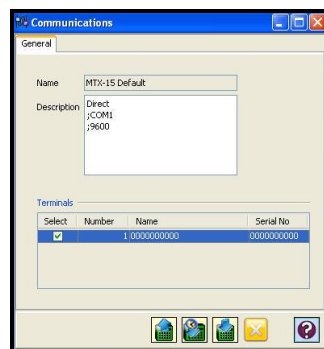 Communications
General
Name MTX-15 Default
Description Direct
;COM1
;9600
Terminals
Select Number Name Serial No
1 0000000000 0000000000